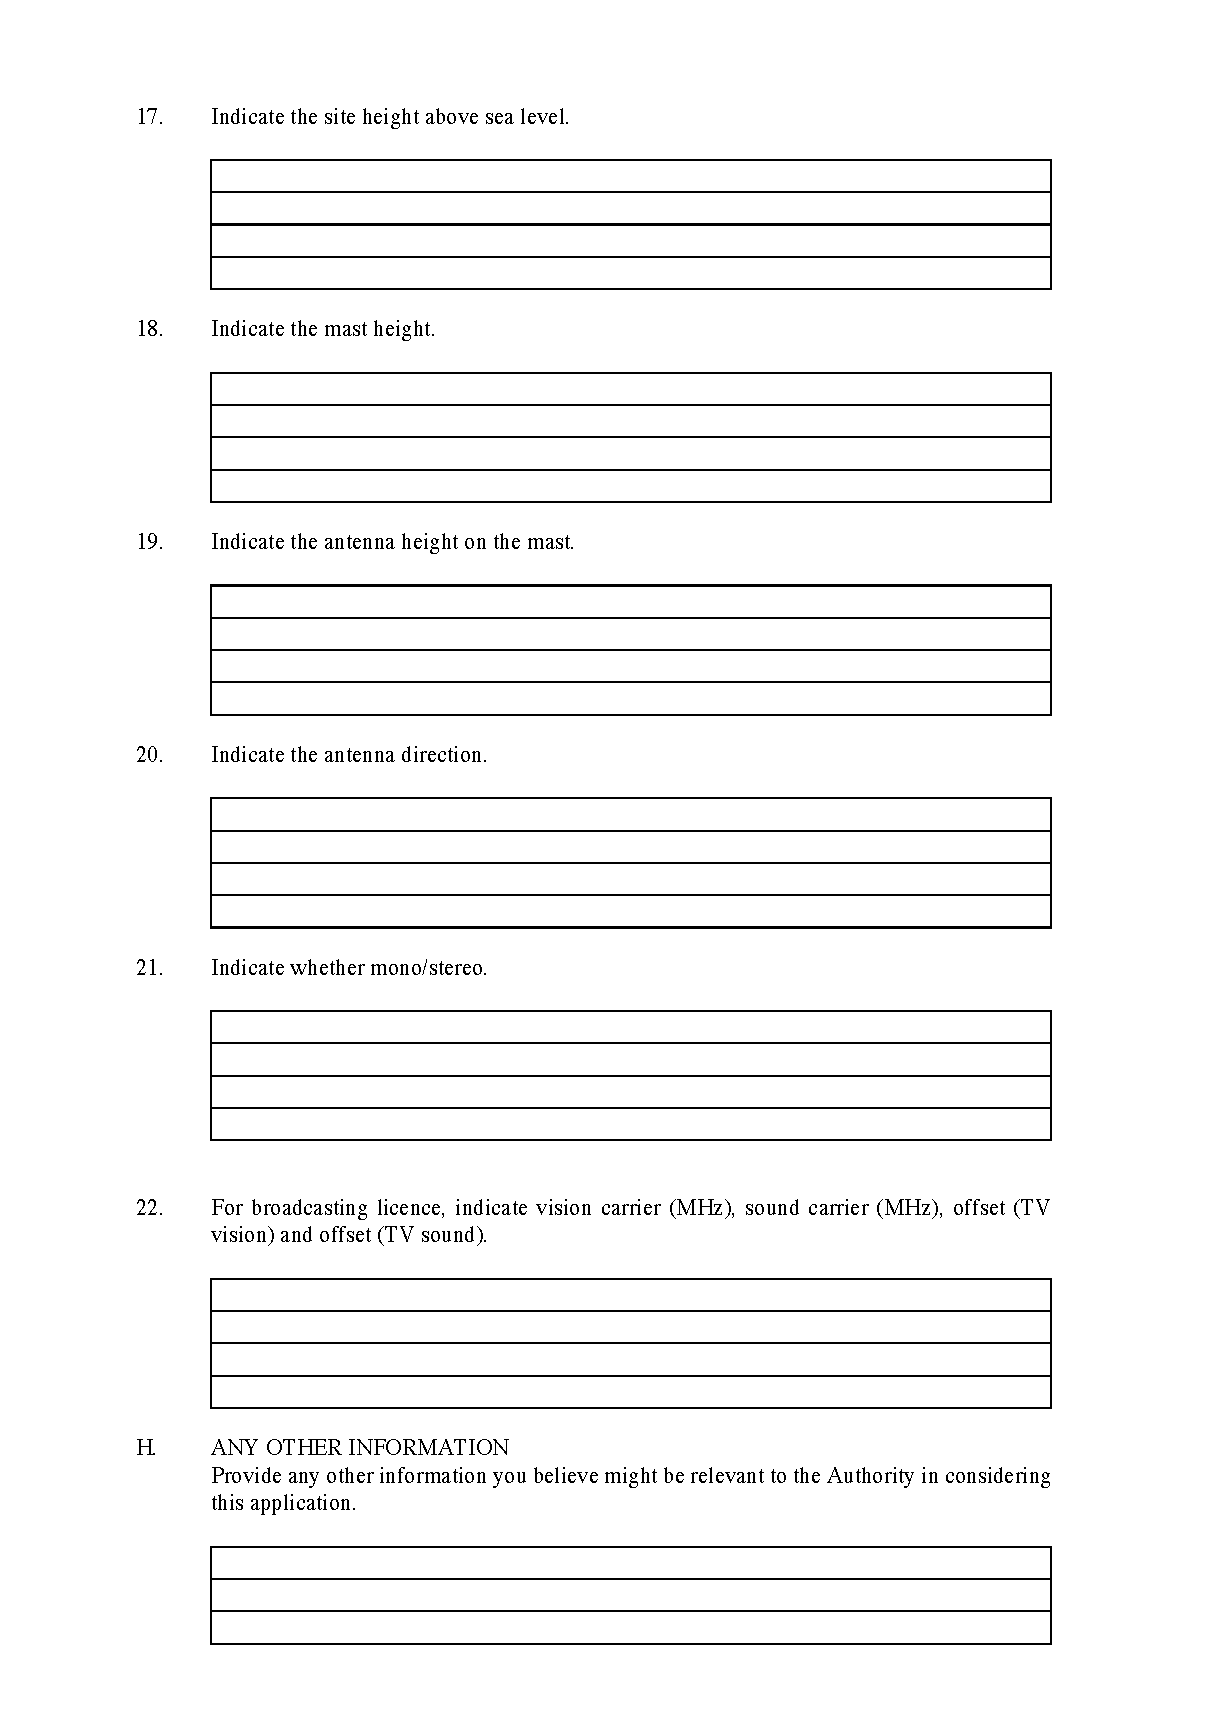 17. Indicate the site height above sea level.
18. Indicate the mast height.
19. Indicate the antenna height on the mast.
20. Indicate the antenna direction.
21. Indicate whether mono/stereo.
22. For broadcasting licence, indicate vision carrier (MHz), sound carrier (MHz), offset (TV
vision) and offset (TV sound).
H. ANY OTHER INFORMATION
Provide any other information you believe might be relevant to the Authority in considering
this application.